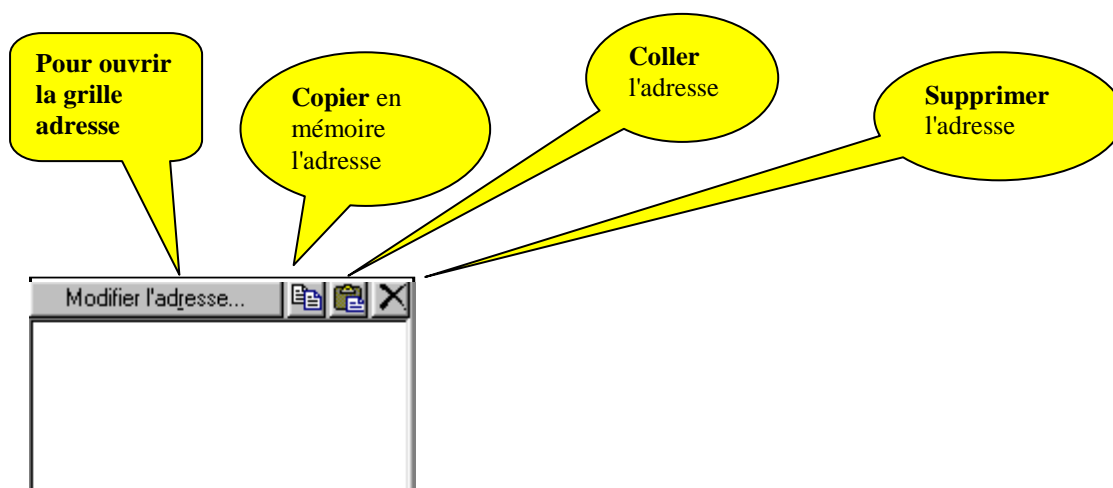 Pour ouvrir
la grille
adresse
Copier en
mémoire
l'adresse
Coller
l'adresse
Supprimer
l'adresse
Modifier l'adresse...